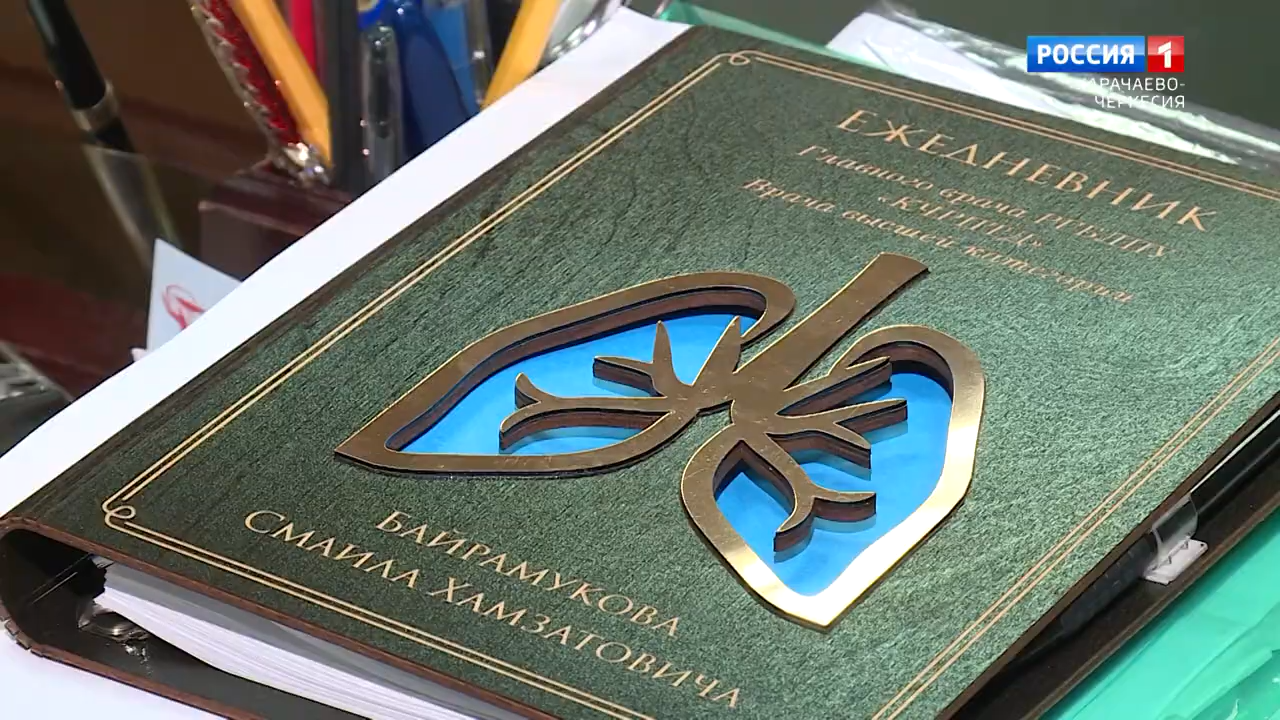 РОССИЯ 1
КАРАЧАЕВО-
ЧЕРКЕСИЯ
ЕЖЕДНЕВНИК
Главного врача РГБЛПУ
«КЧРПТД»
Врача высшей категории
БАЙРАМУКОВА
СМАИЛА ХАМЗАТОВИЧА